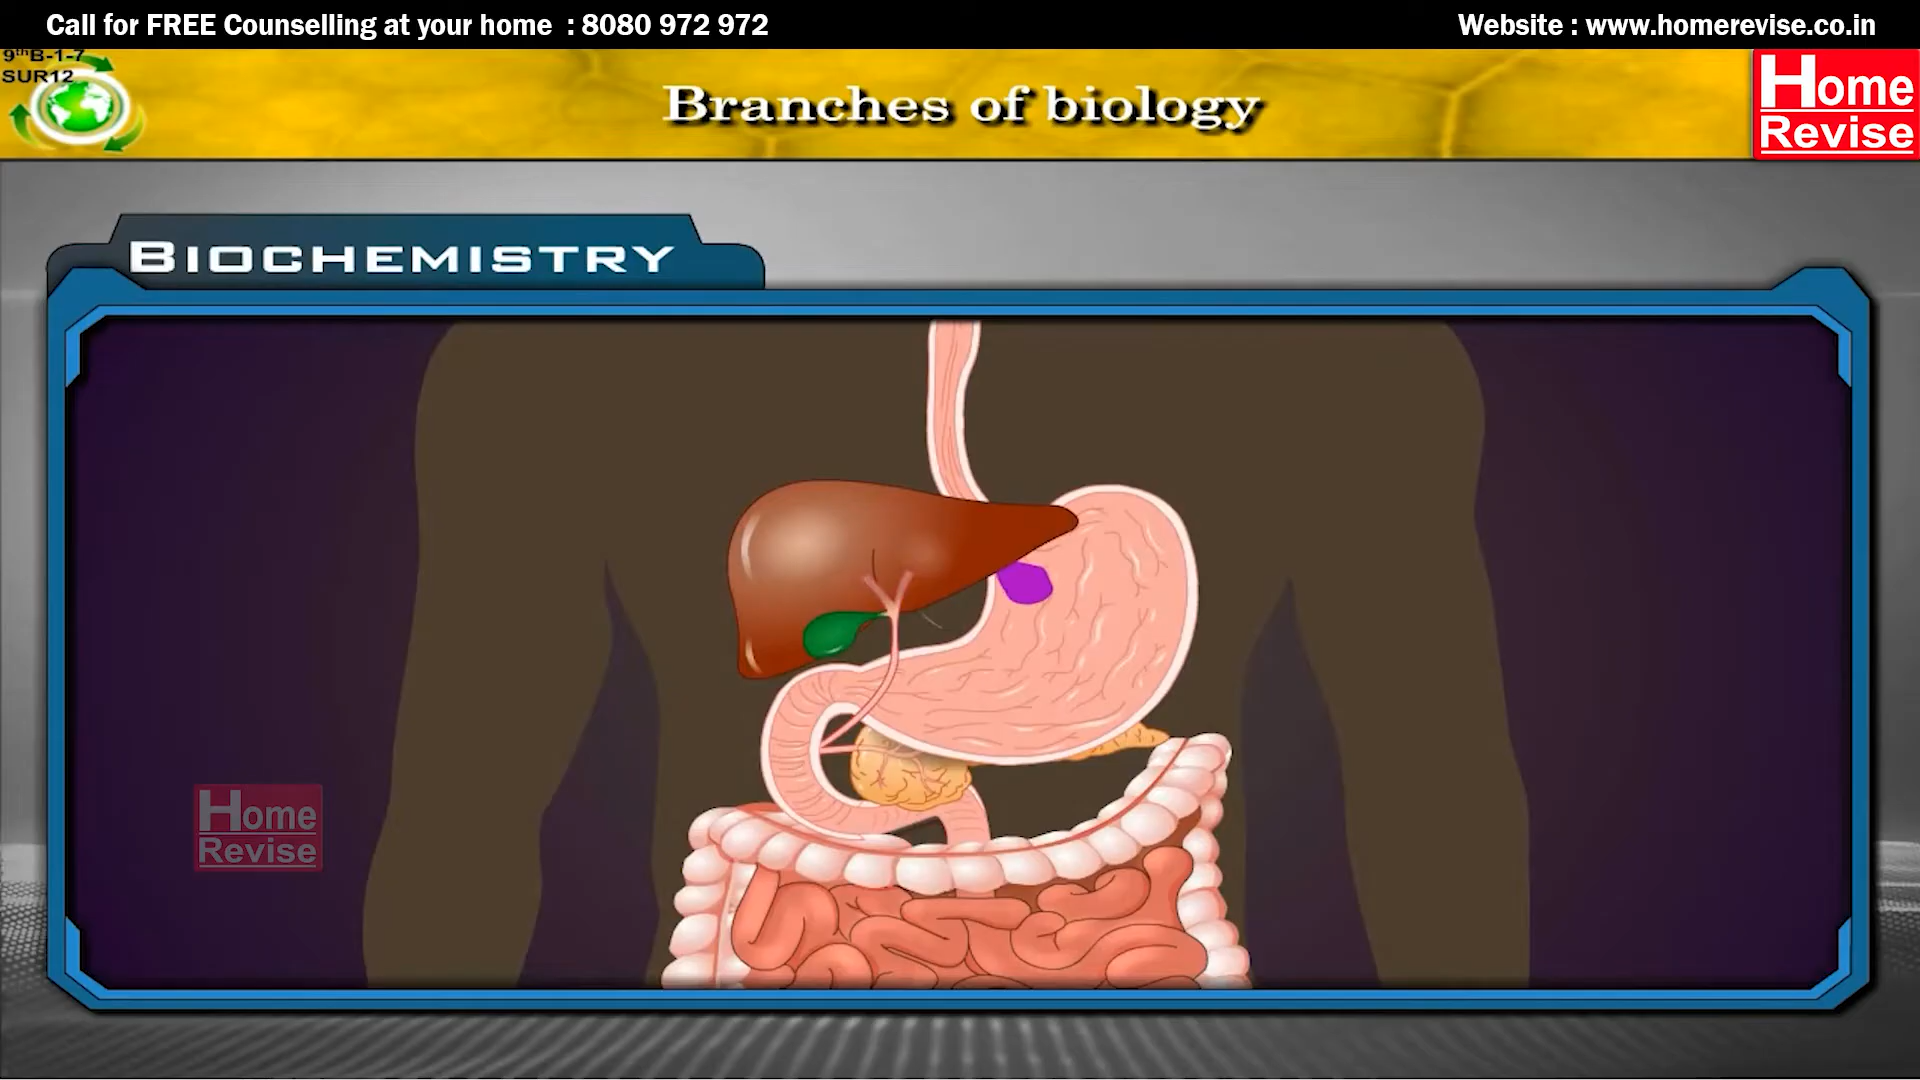 Call for FREE Counselling at your home : 8080 972 972
Website : www.homerevise.co.in
9thB-1-7
SUR12
Branches of biology
Home
Revise
BIOCHEMISTRY
Home
Revise